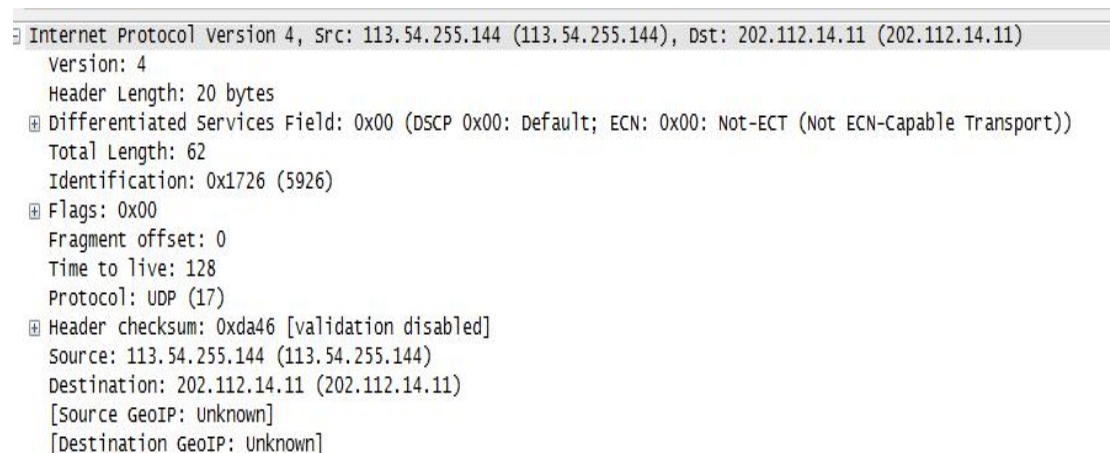 Internet Protocol Version 4, Src: 113.54.255.144 (113.54.255.144), Dst: 202.112.14.11 (202.112.14.11)
Version: 4
Header Length: 20 bytes
Differentiated Services Field: 0x00 (DSCP 0x00: Default; ECN: 0x00: Not-ECT (Not ECN-Capable Transport))
Total Length: 62
Identification: 0x1726 (5926)
Flags: 0x00
Fragment offset: 0
Time to live: 128
Protocol: UDP (17)
Header checksum: 0xda46 [validation disabled]
Source: 113.54.255.144 (113.54.255.144)
Destination: 202.112.14.11 (202.112.14.11)
[Source GeoIP: Unknown]
[Destination GeoIP: Unknown]